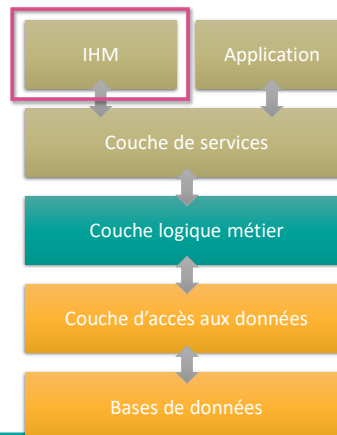 IHM
Application
Couche de services
Couche logique métier
Couche d'accès aux données
Bases de données